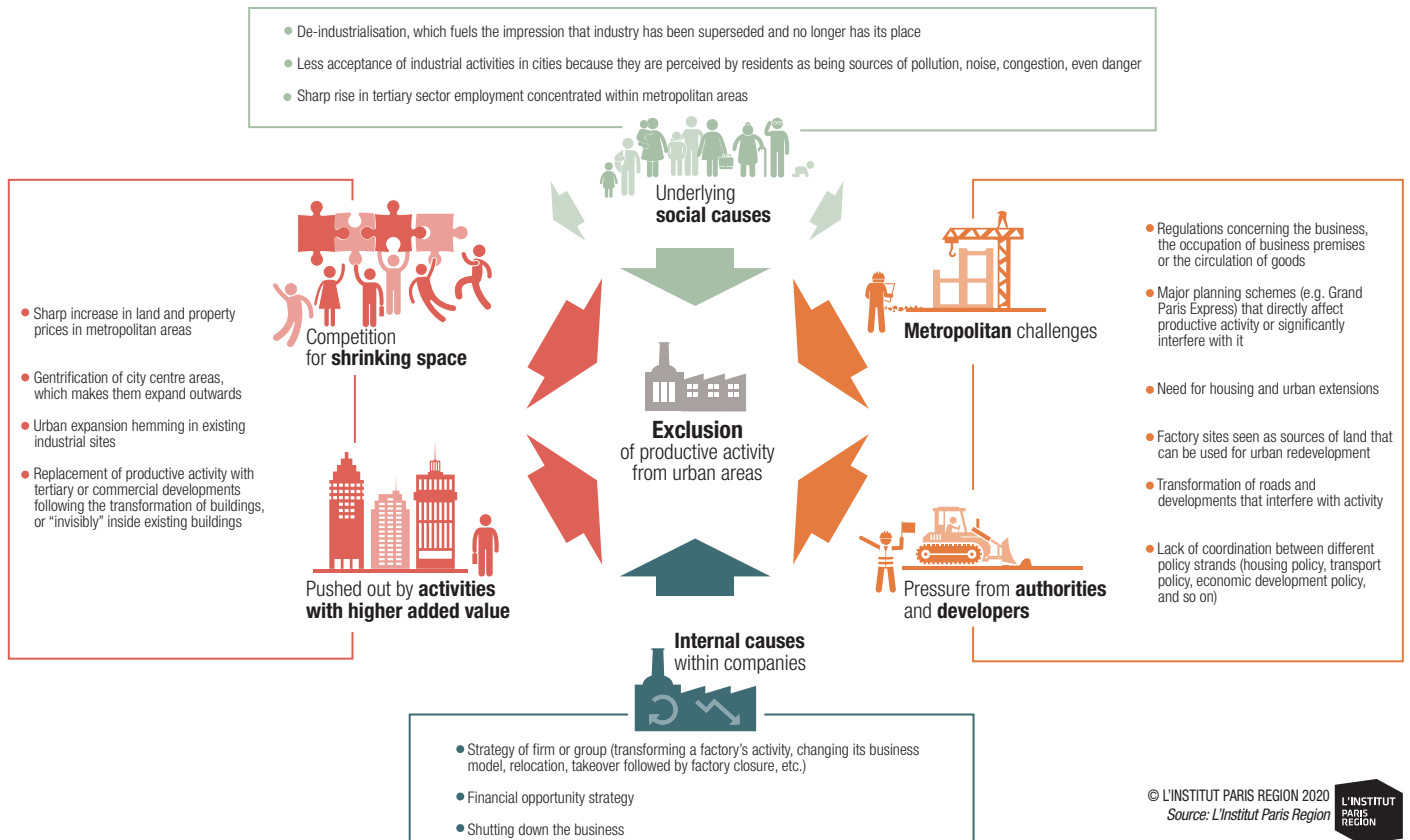 ● De-industrialisation, which fuels the impression that industry has been superseded and no longer has its place
● Less acceptance of industrial activities in cities because they are perceived by residents as being sources of pollution, noise, congestion, even danger
● Sharp rise in tertiary sector employment concentrated within metropolitan areas
Underlying
social causes
Competition
for shrinking space
● Sharp increase in land and property
prices in metropolitan areas
● Gentrification of city centre areas,
which makes them expand outwards
● Urban expansion hemming in existing
industrial sites
● Replacement of productive activity with
tertiary or commercial developments
following the transformation of buildings,
or “invisibly” inside existing buildings
Pushed out by activities
with higher added value
Exclusion
of productive activity
from urban areas
Metropolitan challenges
● Regulations concerning the business,
the occupation of business premises
or the circulation of goods
● Major planning schemes (e.g. Grand
Paris Express) that directly affect
productive activity or significantly
interfere with it
● Need for housing and urban extensions
● Factory sites seen as sources of land that
can be used for urban redevelopment
● Transformation of roads and
developments that interfere with activity
● Lack of coordination between different
policy strands (housing policy, transport
policy, economic development policy,
and so on)
Pressure from authorities
and developers
Internal causes
within companies
● Strategy of firm or group (transforming a factory’s activity, changing its business
model, relocation, takeover followed by factory closure, etc.)
● Financial opportunity strategy
● Shutting down the business
© L’INSTITUT PARIS REGION 2020
Source: L’Institut Paris Region
L’INSTITUT
PARIS
REGION